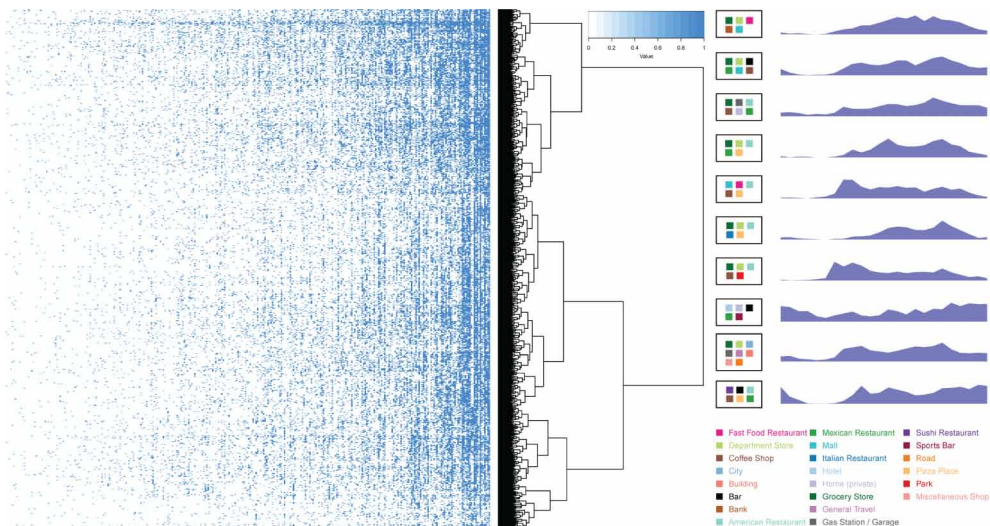 0 0.2 0.4 0.6 0.8 1
Value
Fast Food Restaurant Mexican Restaurant Sushi Restaurant
Department Store Mall Sports Bar
Coffee Shop Italian Restaurant Road
City Hotel Pizza Place
Building Home (private) Park
Bar Grocery Store Miscellaneous Shop
Bank General Travel
American Restaurant Gas Station / Garage